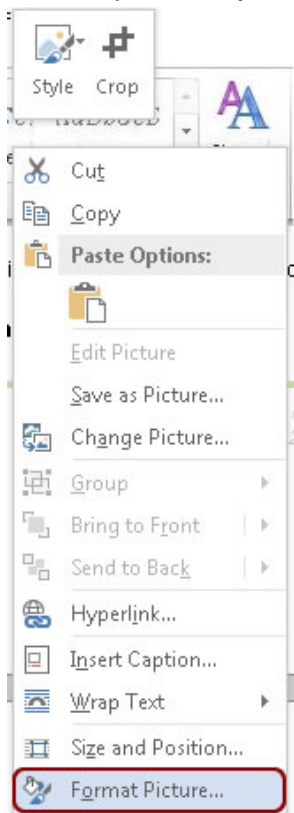 Style Crop
Cut
Copy
Paste Options:
Edit Picture
Save as Picture...
Change Picture...
Group
Bring to Front
Send to Back
Hyperlink...
Insert Caption...
Wrap Text
Size and Position...
Format Picture...